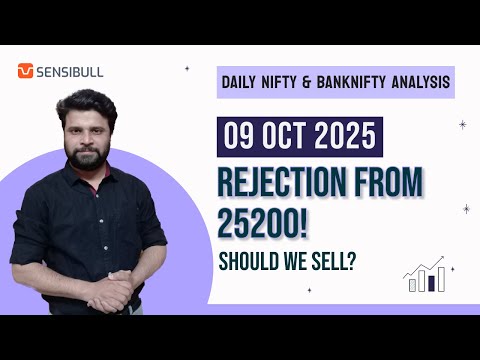 SENSIBULL
DAILY NIFTY & BANKNIFTY ANALYSIS
09 OCT 2025
REJECTION FROM
25200!
SHOULD WE SELL?